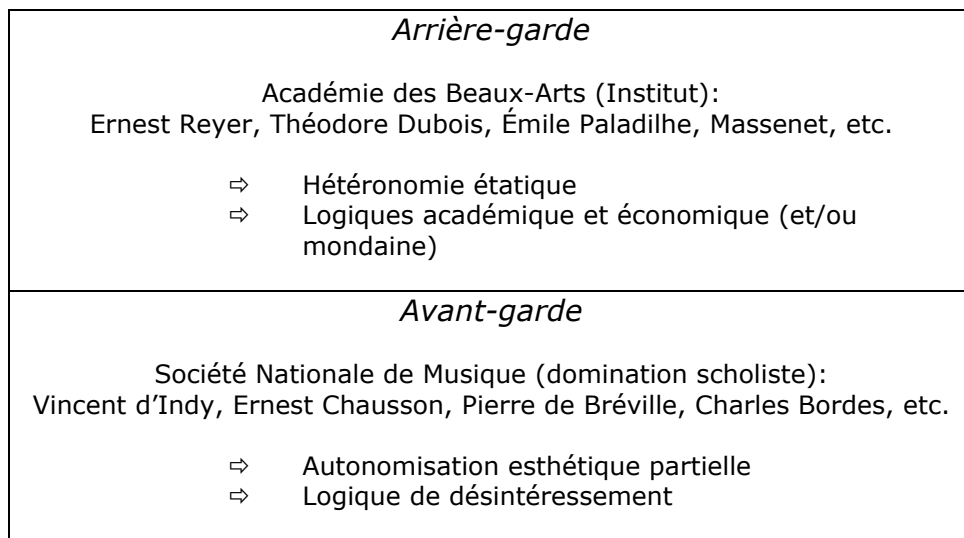 Arrière-garde
Académie des Beaux-Arts (Institut):
Ernest Reyer, Théodore Dubois, Émile Paladilhe, Massenet, etc.
⇨ Hétéronomie étatique
⇨ Logiques académique et économique (et/ou
mondaine)
Avant-garde
Société Nationale de Musique (domination scholiste):
Vincent d’Indy, Ernest Chausson, Pierre de Bréville, Charles Bordes, etc.
⇨ Autonomisation esthétique partielle
⇨ Logique de désintéressement